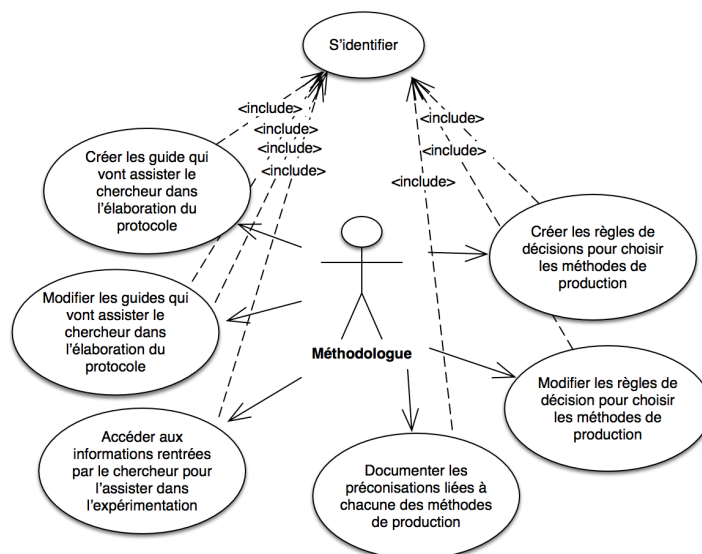 S'identifier
<include>
<include>
<include>
<include>
<include>
<include>
<include>
Créer les guide qui
vont assister le
chercheur dans
l'élaboration du
protocole
Créer les règles de
décisions pour choisir
les méthodes de
production
Modifier les guides qui
vont assister le
chercheur dans
l'élaboration du
protocole
Méthodologue
Modifier les règles de
décision pour choisir
les méthodes de
production
Accéder aux
informations rentrées
par le chercheur pour
l'assister dans
l'expérimentation
Documenter les
préconisations liées à
chacune des méthodes
de production